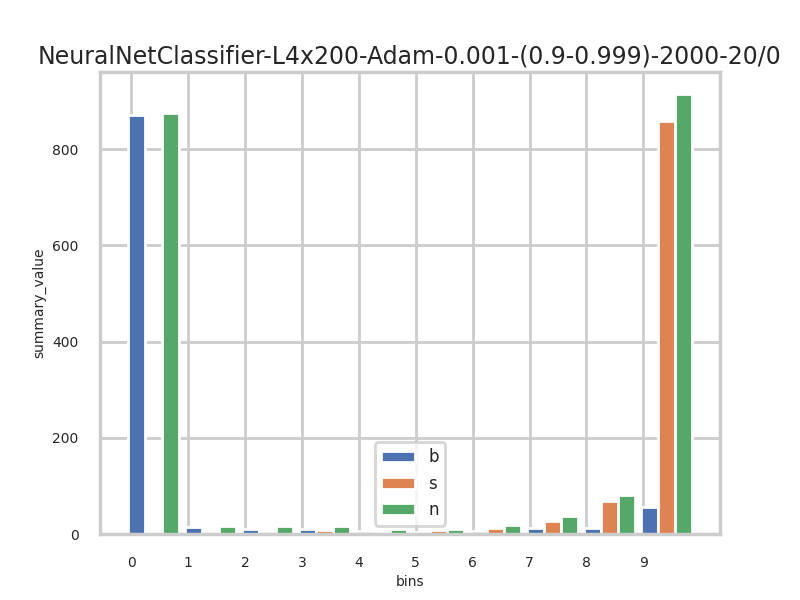 NeuralNetClassifier-L4x200-Adam-0.001-(0.9-0.999)-2000-20/0
800
600
400
200
0
summary_value
b
s
n
0 1 2 3 4 5 6 7 8 9
bins